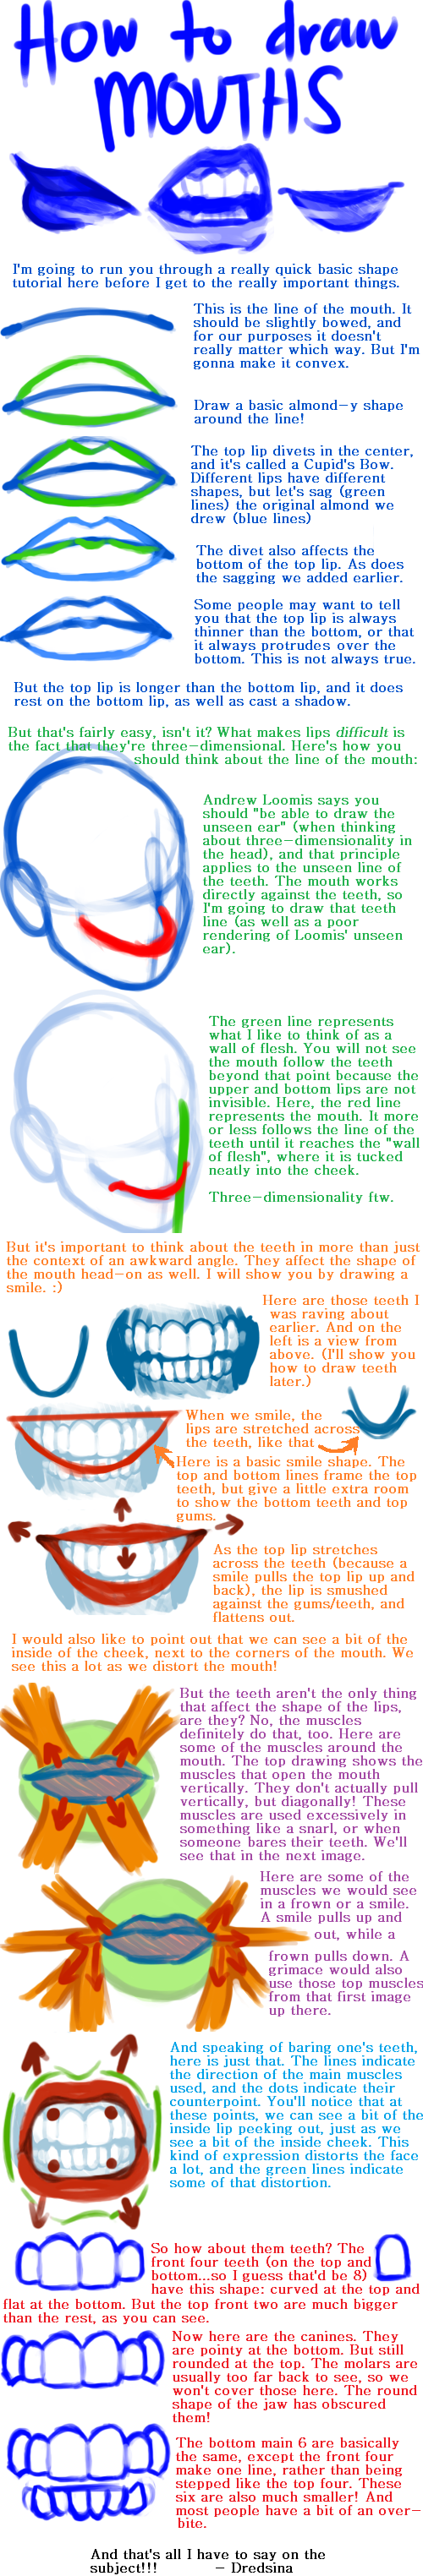 How to draw
MOUTHS
I'm going to run you through a really quick basic shape
tutorial here before I get to the really important things.
This is the line of the mouth. It
should be slightly bowed, and
for our purposes it doesn't
really matter which way. But I'm
gonna make it convex.
Draw a basic almond-y shape
around the line!
The top lip divets in the center,
and it's called a Cupid's Bow.
Different lips have different
shapes, but let's sag (green
lines) the original almond we
drew (blue lines)
The divet also affects the
bottom of the top lip. As does
the sagging we added earlier.
Some people may want to tell
you that the top lip is always
thinner than the bottom, or that
it always protrudes over the
bottom. This is not always true.
But the top lip is longer than the bottom lip, and it does
rest on the bottom lip, as well as cast a shadow.
But that's fairly easy, isn't it? What makes lips difficult is
the fact that they're three-dimensional. Here's how you
should think about the line of the mouth:
Andrew Loomis says you
should "be able to draw the
unseen ear" (when thinking
about three-dimensionality in
the head), and that principle
applies to the unseen line of
the teeth. The mouth works
directly against the teeth, so
I'm going to draw that teeth
line (as well as a poor
rendering of Loomis' unseen
ear).
The green line represents
what I like to think of as a
wall of flesh. You will not see
the mouth follow the teeth
beyond that point because the
upper and bottom lips are not
invisible. Here, the red line
represents the mouth. It more
or less follows the line of the
teeth until it reaches the "wall
of flesh", where it is tucked
neatly into the cheek.
Three-dimensionality ftw.
But it's important to think about the teeth in more than just
the context of an awkward angle. They affect the shape of
the mouth head-on as well. I will show you by drawing a
smile. :)
Here are those teeth I
was raving about
earlier. And on the
left is a view from
above. (I'll show you
how to draw teeth
later.)
When we smile, the
lips are stretched across
the teeth, like that
Here is a basic smile shape. The
top and bottom lines frame the top
teeth, but give a little extra room
to show the bottom teeth and top
gums.
As the top lip stretches
across the teeth (because a
smile pulls the top lip up and
back), the lip is smushed
against the gums/teeth, and
flattens out.
I would also like to point out that we can see a bit of the
inside of the cheek, next to the corners of the mouth. We
see this a lot as we distort the mouth!
But the teeth aren't the only thing
that affect the shape of the lips,
are they? No, the muscles
definitely do that, too. Here are
some of the muscles around the
mouth. The top drawing shows the
muscles that open the mouth
vertically. They don't actually pull
vertically, but diagonally! These
muscles are used excessively in
something like a snarl, or when
someone bares their teeth. We'll
see that in the next image.
Here are some of the
muscles we would see
in a frown or a smile.
A smile pulls up and
out, while a
frown pulls down. A
grimace would also
use those top muscles
from that first image
up there.
And speaking of baring one's teeth,
here is just that. The lines indicate
the direction of the main muscles
used, and the dots indicate their
counterpoint. You'll notice that at
these points, we can see a bit of the
inside lip peeking out, just as we
see a bit of the inside cheek. This
kind of expression distorts the face
a lot, and the green lines indicate
some of that distortion.
So how about them teeth? The
front four teeth (on the top and
bottom...so I guess that'd be 8)
have this shape: curved at the top and
flat at the bottom. But the top front two are much bigger
than the rest, as you can see.
Now here are the canines. They
are pointy at the bottom. But still
rounded at the top. The molars are
usually too far back to see, so we
won't cover those here. The round
shape of the jaw has obscured
them!
The bottom main 6 are basically
the same, except the front four
make one line, rather than being
stepped like the top four. These
six are also much smaller! And
most people have a bit of an over-
bite.
And that's all I have to say on the
subject!!! - Dredsina